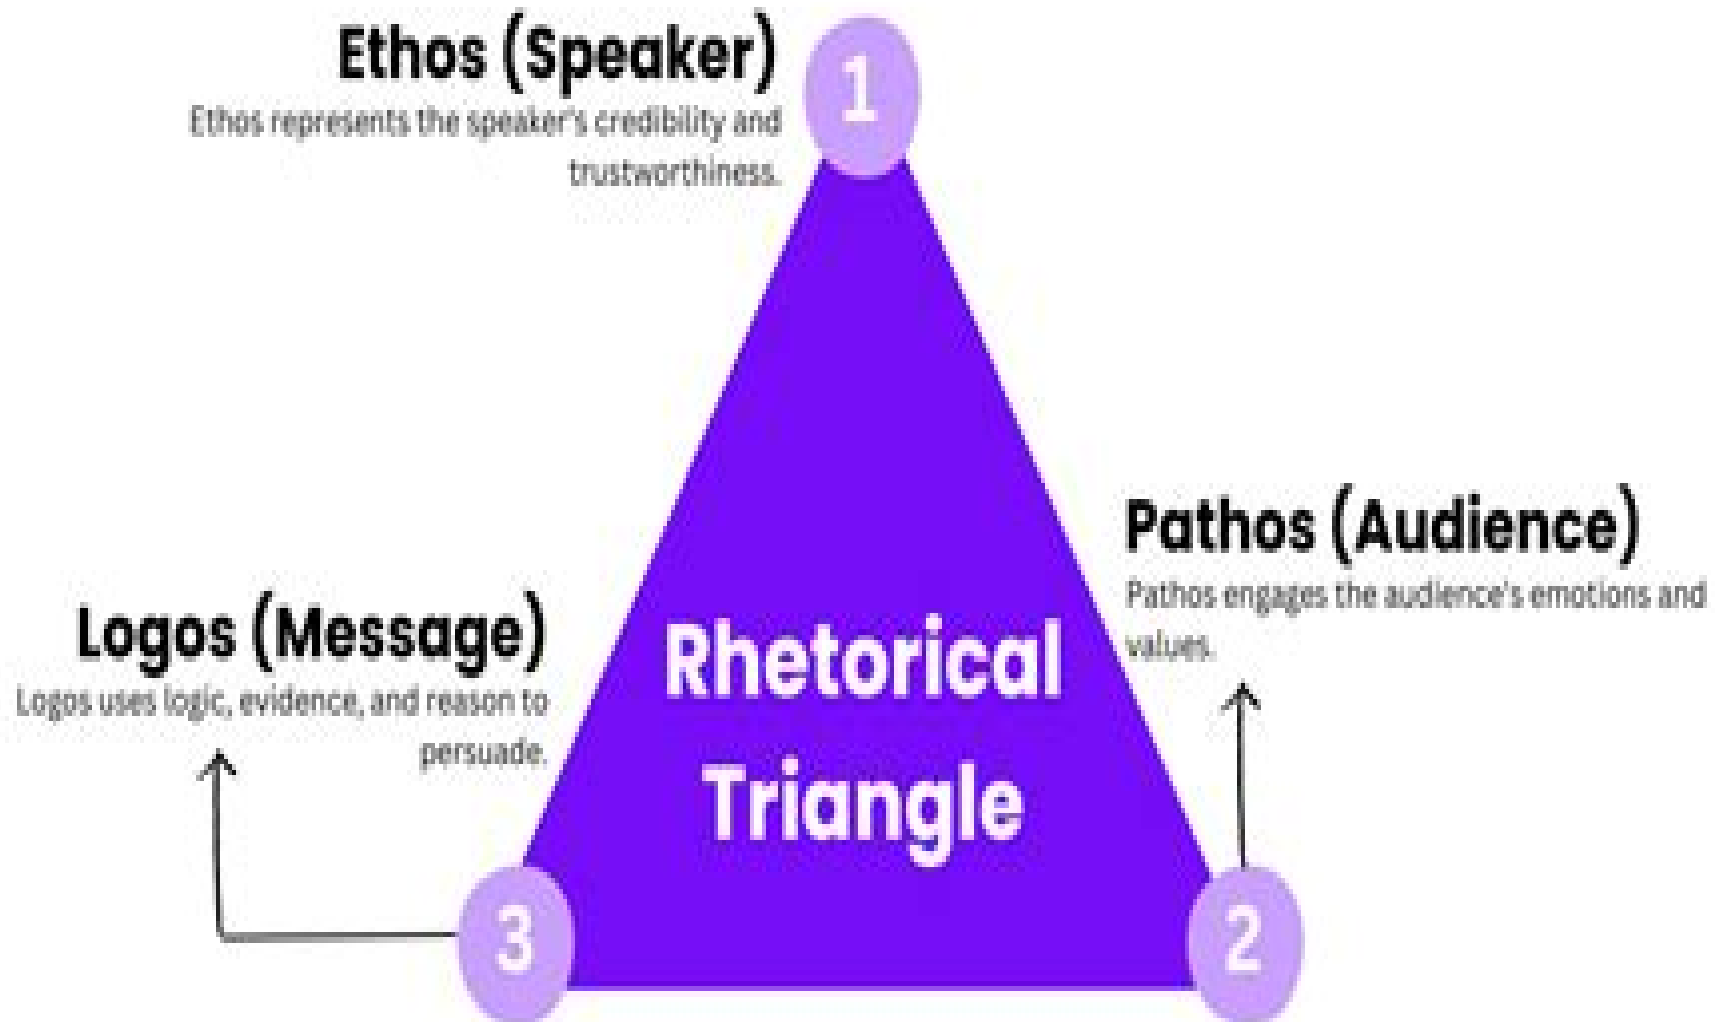 Ethos (Speaker)
Ethos represents the speaker's credibility and
trustworthiness.
1
Pathos (Audience)
Pathos engages the audience's emotions and
values.
Logos (Message)
Logos uses logic, evidence, and reason to
persuade.
Rhetorical
Triangle
3
2